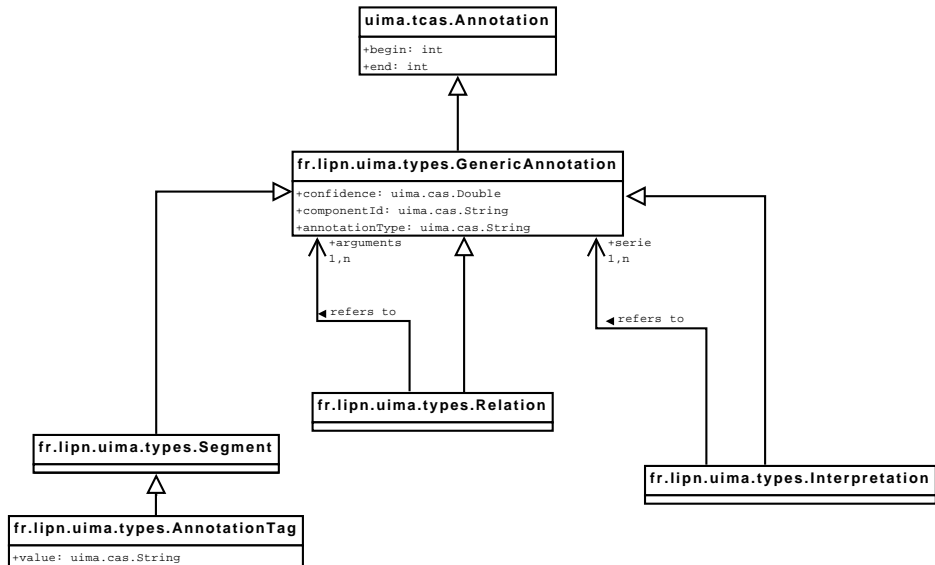 uima.tcas.Annotation
+begin: int
+end: int
fr.lipn.uima.types.GenericAnnotation
+confidence: uima.cas.Double
+componentId: uima.cas.String
+annotationType: uima.cas.String
+arguments
1,n
+serie
1,n
refers to
refers to
fr.lipn.uima.types.Relation
fr.lipn.uima.types.Segment
fr.lipn.uima.types.Interpretation
fr.lipn.uima.types.AnnotationTag
+value: uima.cas.String